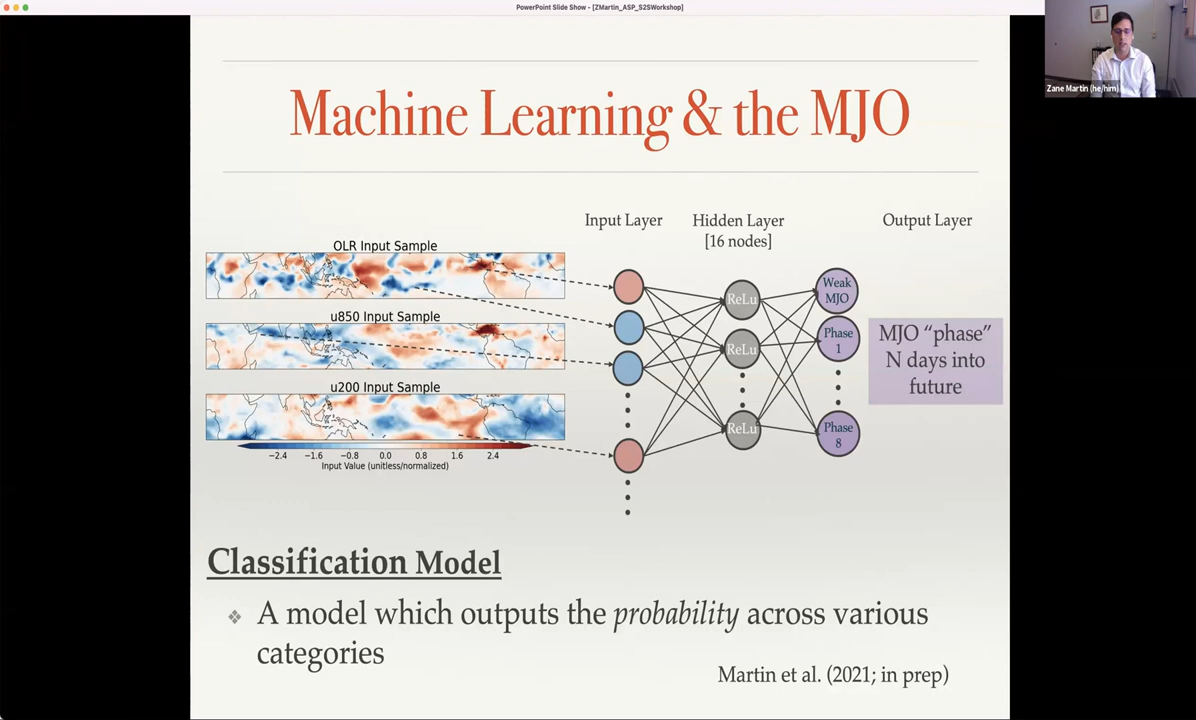 PowerPoint Slide Show - [ZMartin_ASP_S2SWorkshop]
Zane Martin (he/him)
Machine Learning & the MJO
Input Layer
Hidden Layer
[16 nodes]
Output Layer
OLR Input Sample
u850 Input Sample
u200 Input Sample
−2.4 −1.6 −0.8 0.0 0.8 1.6 2.4
Input Value (unitless/normalized)
ReLu
ReLu
ReLu
Weak
MJO
Phase
1
Phase
8
MJO “phase”
N days into
future
Classification Model
❖ A model which outputs the probability across various
categories
Martin et al. (2021; in prep)